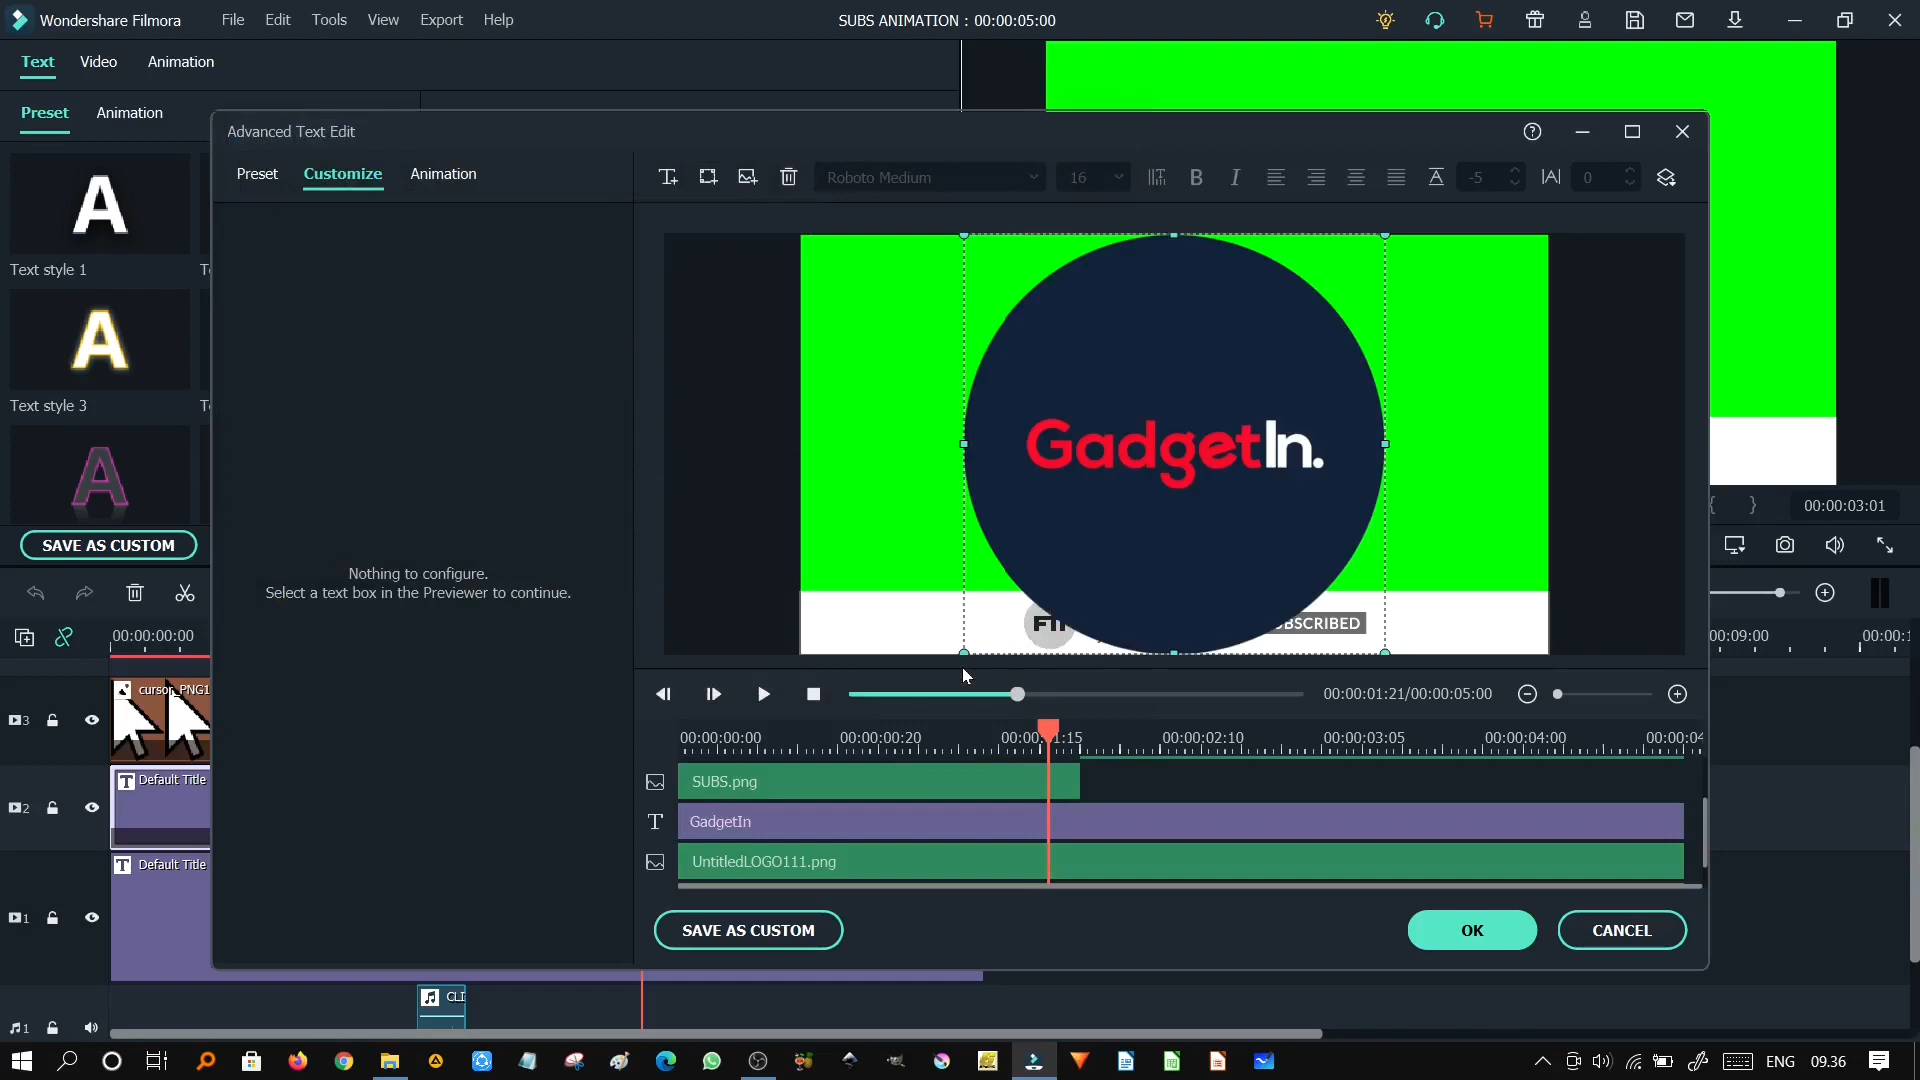 Wondershare Filmora File Edit Tools View Export Help SUBS ANIMATION : 00:00:05:00
Text Video Animation
Preset Animation
Advanced Text Edit
Preset Customize Animation
Roboto Medium 16 B I -5 0
A
Text style 1
A
Text style 3
A
SAVE AS CUSTOM
GadgetIn.
Nothing to configure.
Select a text box in the Previewer to continue.
00:00:03:01
00:00:01:21/00:00:05:00
00:00:00:00 00:00:00:20 00:00:02:10 00:00:03:05 00:00:04:00
SUBS.png
GadgetIn
UntitledLOGO111.png
SAVE AS CUSTOM OK CANCEL
00:00:00:00
3 cursor_PNG1
2 Default Title
Default Title
1
CLI
1
ENG 09.36